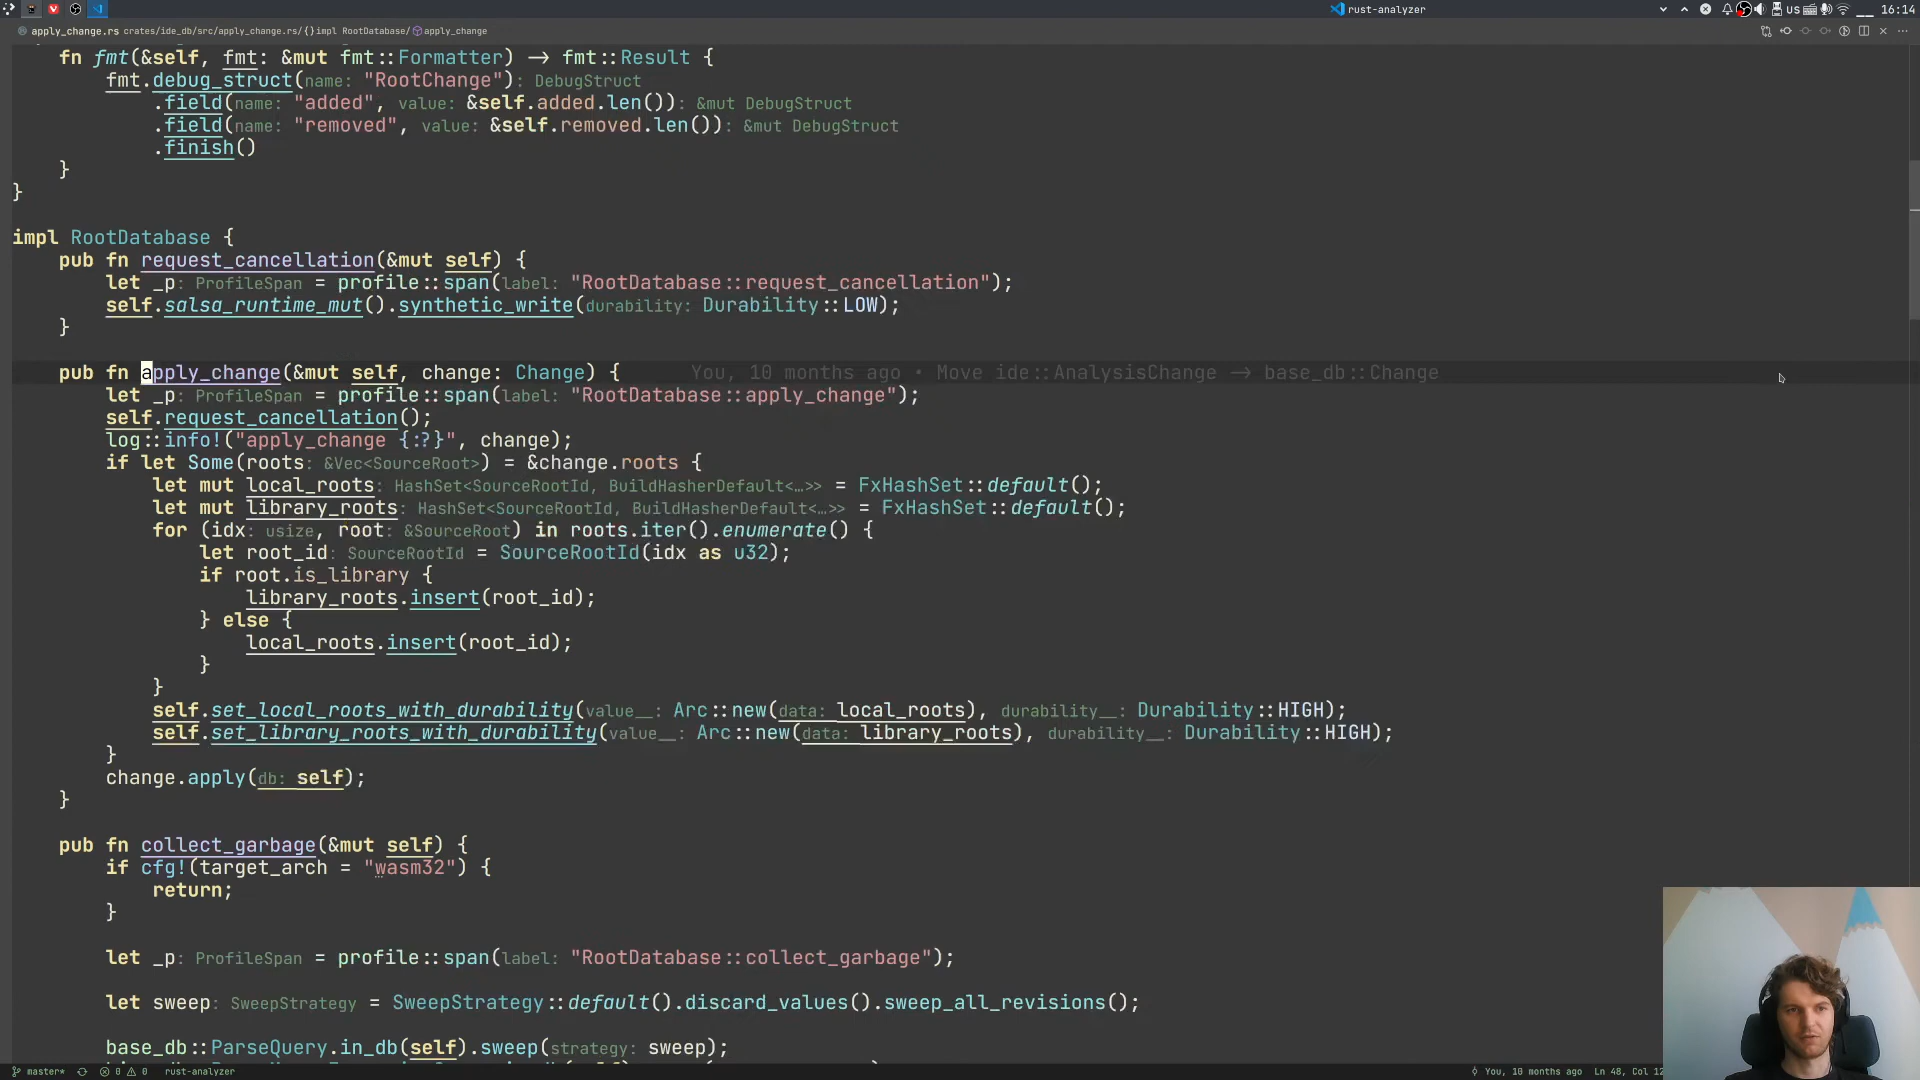 rust-analyzer
us
16:14
apply_change.rs crates/ide_db/src/apply_change.rs/{}impl RootDatabase/apply_change
fn fmt(&self, fmt: &mut fmt::Formatter) -> fmt::Result {
fmt.debug_struct(name: "RootChange"): DebugStruct
.field(name: "added", value: &self.added.len()): &mut DebugStruct
.field(name: "removed", value: &self.removed.len()): &mut DebugStruct
.finish()
}
}
impl RootDatabase {
pub fn request_cancellation(&mut self) {
let _p: ProfileSpan = profile::span(label: "RootDatabase::request_cancellation");
self.salsa_runtime_mut().synthetic_write(durability: Durability::LOW);
}
pub fn apply_change(&mut self, change: Change) { You, 10 months ago • Move ide::AnalysisChange -> base_db::Change
let _p: ProfileSpan = profile::span(label: "RootDatabase::apply_change");
self.request_cancellation();
log::info!("apply_change {:?}", change);
if let Some(roots: &Vec<SourceRoot>) = &change.roots {
let mut local_roots: HashSet<SourceRootId, BuildHasherDefault<…>> = FxHashSet::default();
let mut library_roots: HashSet<SourceRootId, BuildHasherDefault<…>> = FxHashSet::default();
for (idx: usize, root: &SourceRoot) in roots.iter().enumerate() {
let root_id: SourceRootId = SourceRootId(idx as u32);
if root.is_library {
library_roots.insert(root_id);
} else {
local_roots.insert(root_id);
}
}
self.set_local_roots_with_durability(value__: Arc::new(data: local_roots), durability__: Durability::HIGH);
self.set_library_roots_with_durability(value__: Arc::new(data: library_roots), durability__: Durability::HIGH);
}
change.apply(db: self);
}
pub fn collect_garbage(&mut self) {
if cfg!(target_arch = "wasm32") {
return;
}
let _p: ProfileSpan = profile::span(label: "RootDatabase::collect_garbage");
let sweep: SweepStrategy = SweepStrategy::default().discard_values().sweep_all_revisions();
base_db::ParseQuery.in_db(self).sweep(strategy: sweep);
master* 0 0 rust-analyzer
You, 10 months ago Ln 48, Col 12